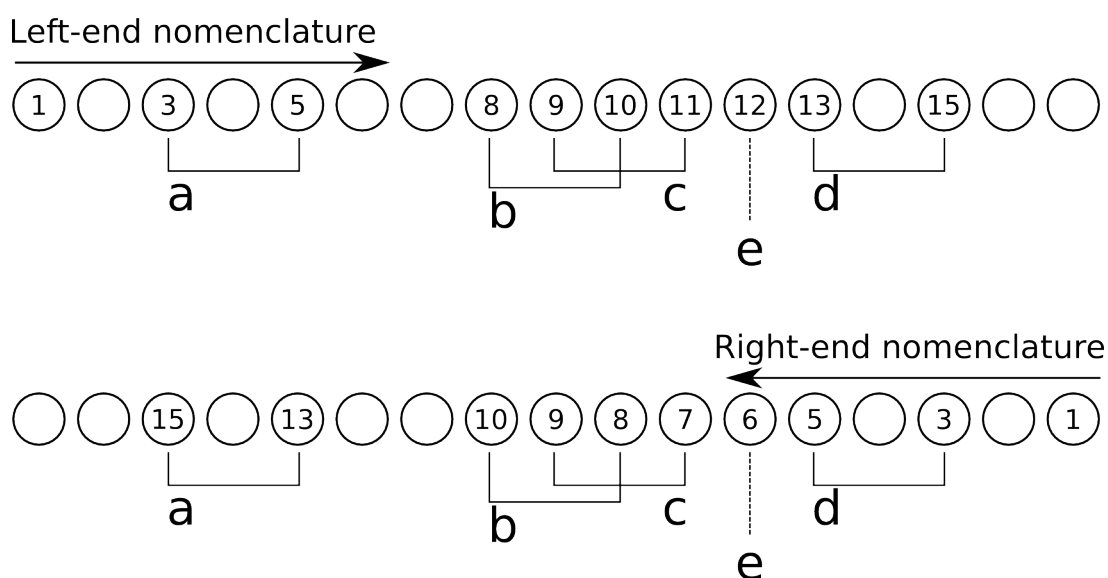 Left-end nomenclature
1 3 5 8 9 10 11 12 13 15
a b c d
e
Right-end nomenclature
15 13 10 9 8 7 6 5 3 1
a b c d
e